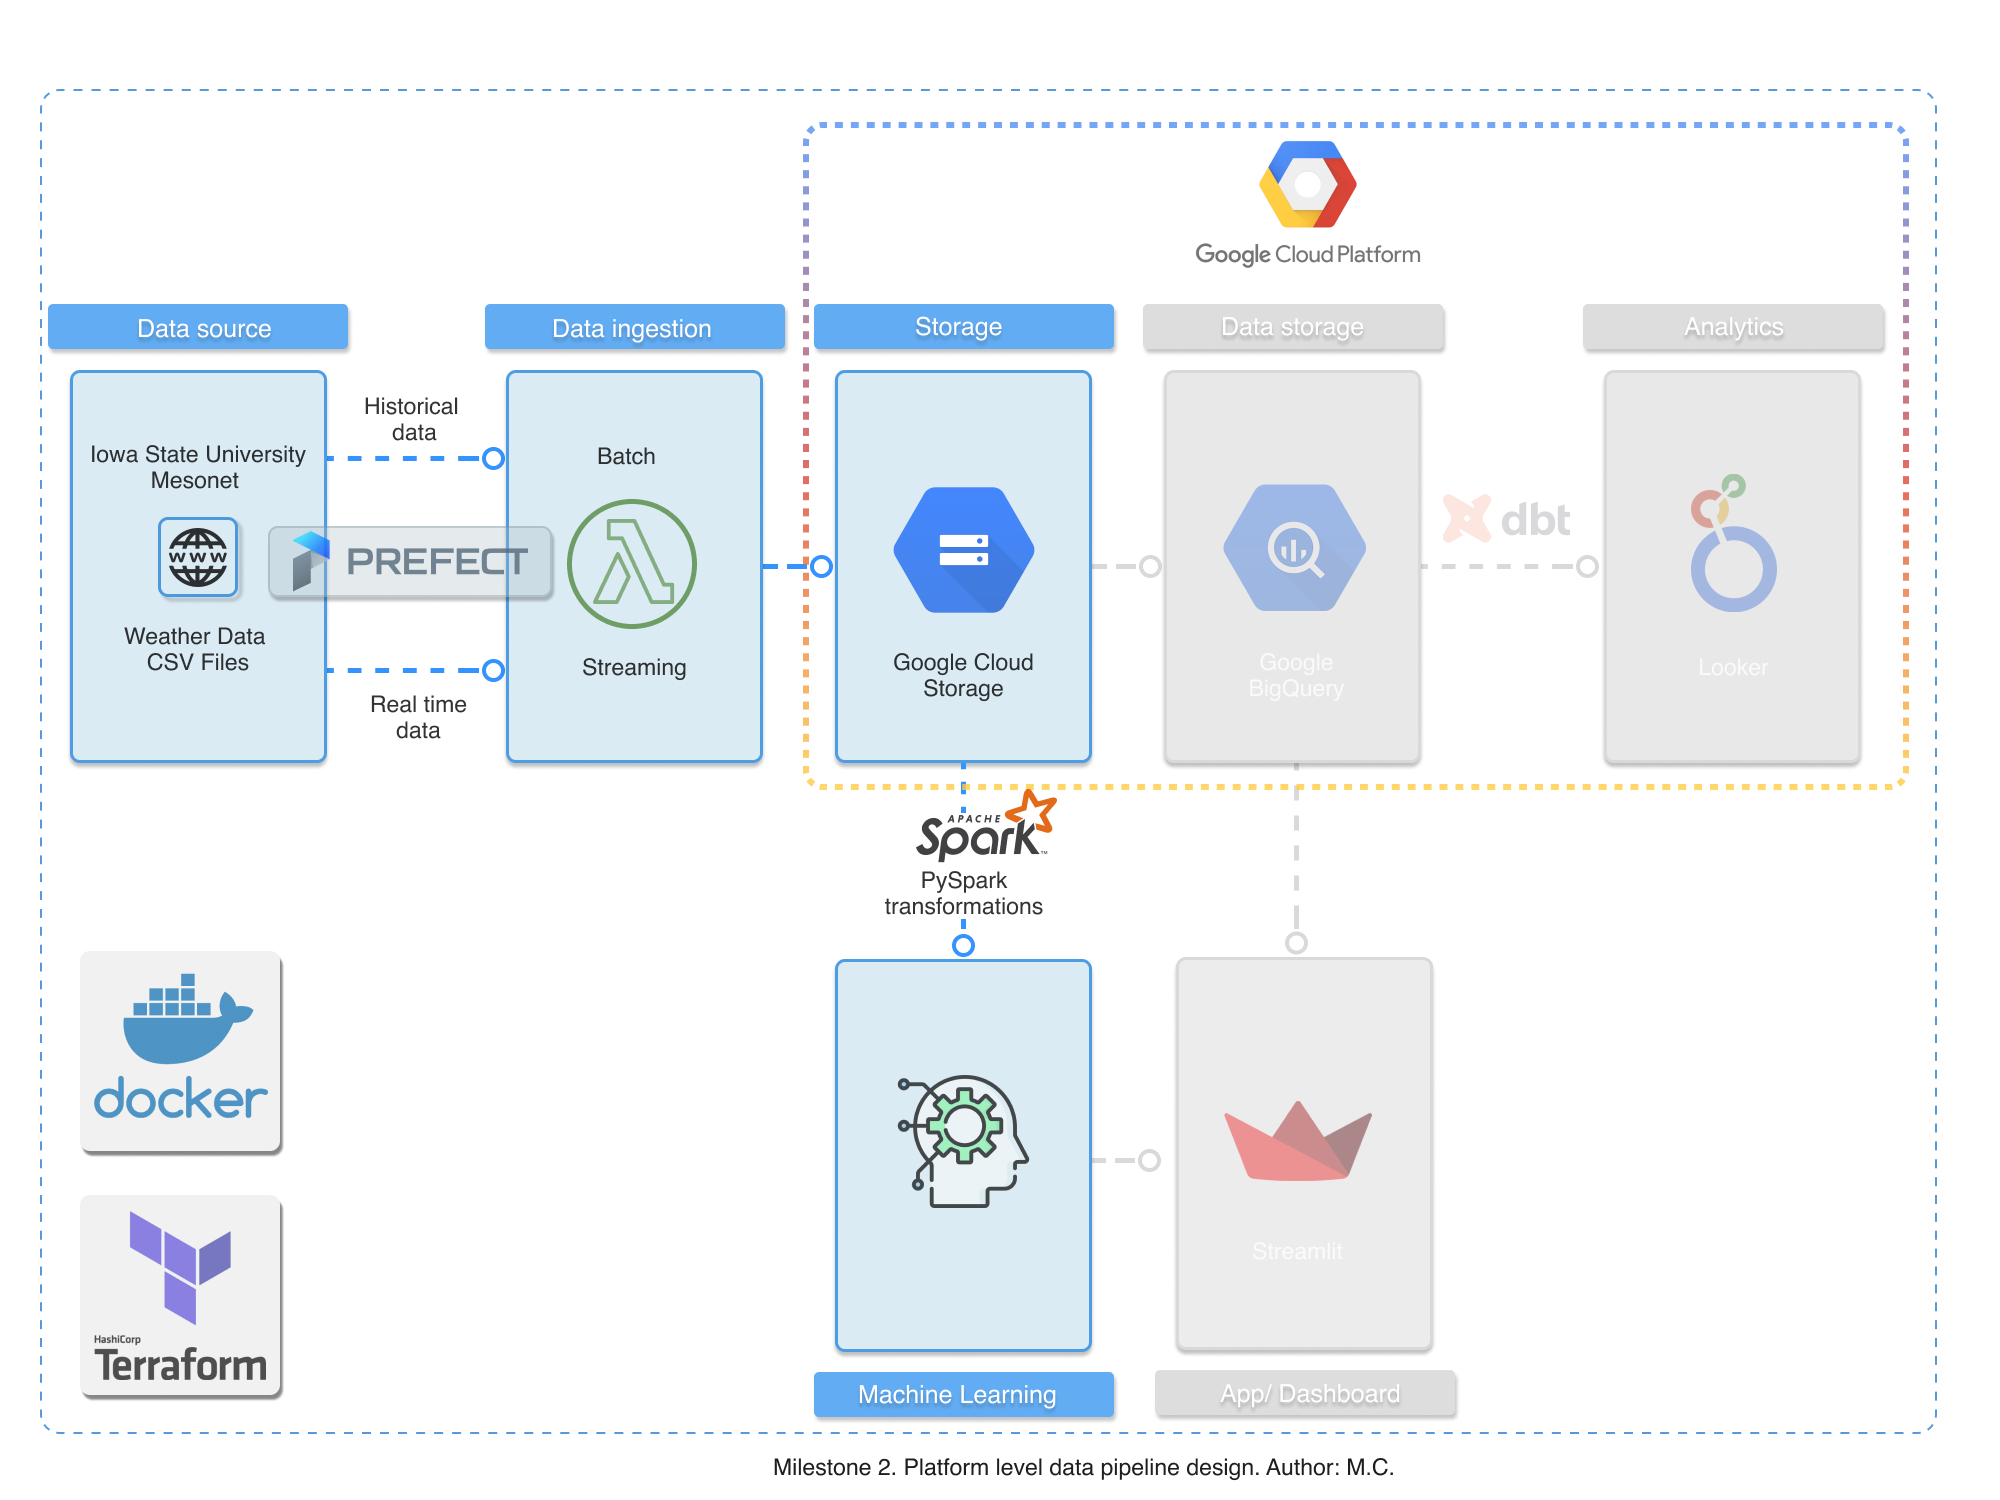 Google Cloud Platform
Data source
Data ingestion
Storage
Data storage
Analytics
Historical
data
Iowa State University
Mesonet
Batch
www
PREFECT
dbt
Weather Data
CSV Files
Streaming
Google Cloud
Storage
Google
BigQuery
Looker
Real time
data
APACHE
Spark™
PySpark
transformations
docker
Streamlit
HashiCorp
Terraform
Machine Learning
App/ Dashboard
Milestone 2. Platform level data pipeline design. Author: M.C.